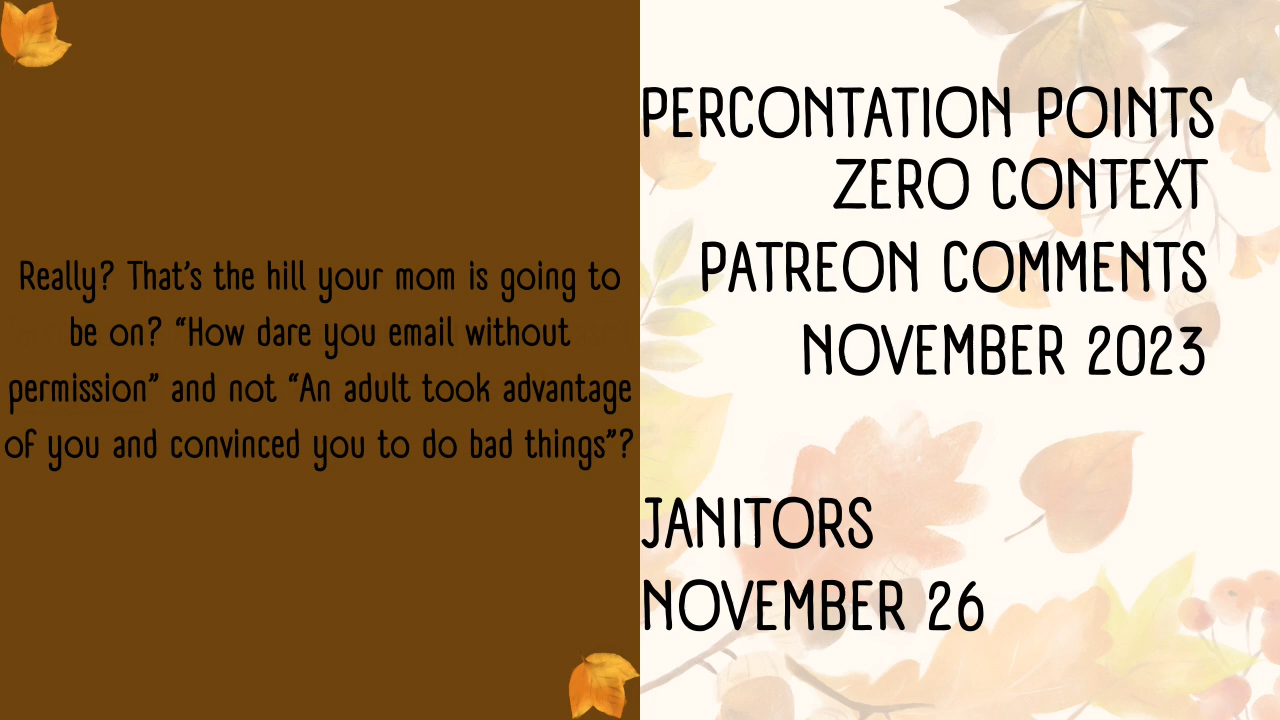 Really? That’s the hill your mom is going to
be on? “How dare you email without
permission” and not “An adult took advantage
of you and convinced you to do bad things”?
PERCONTATION POINTS
ZERO CONTEXT
PATREON COMMENTS
NOVEMBER 2023
JANITORS
NOVEMBER 26